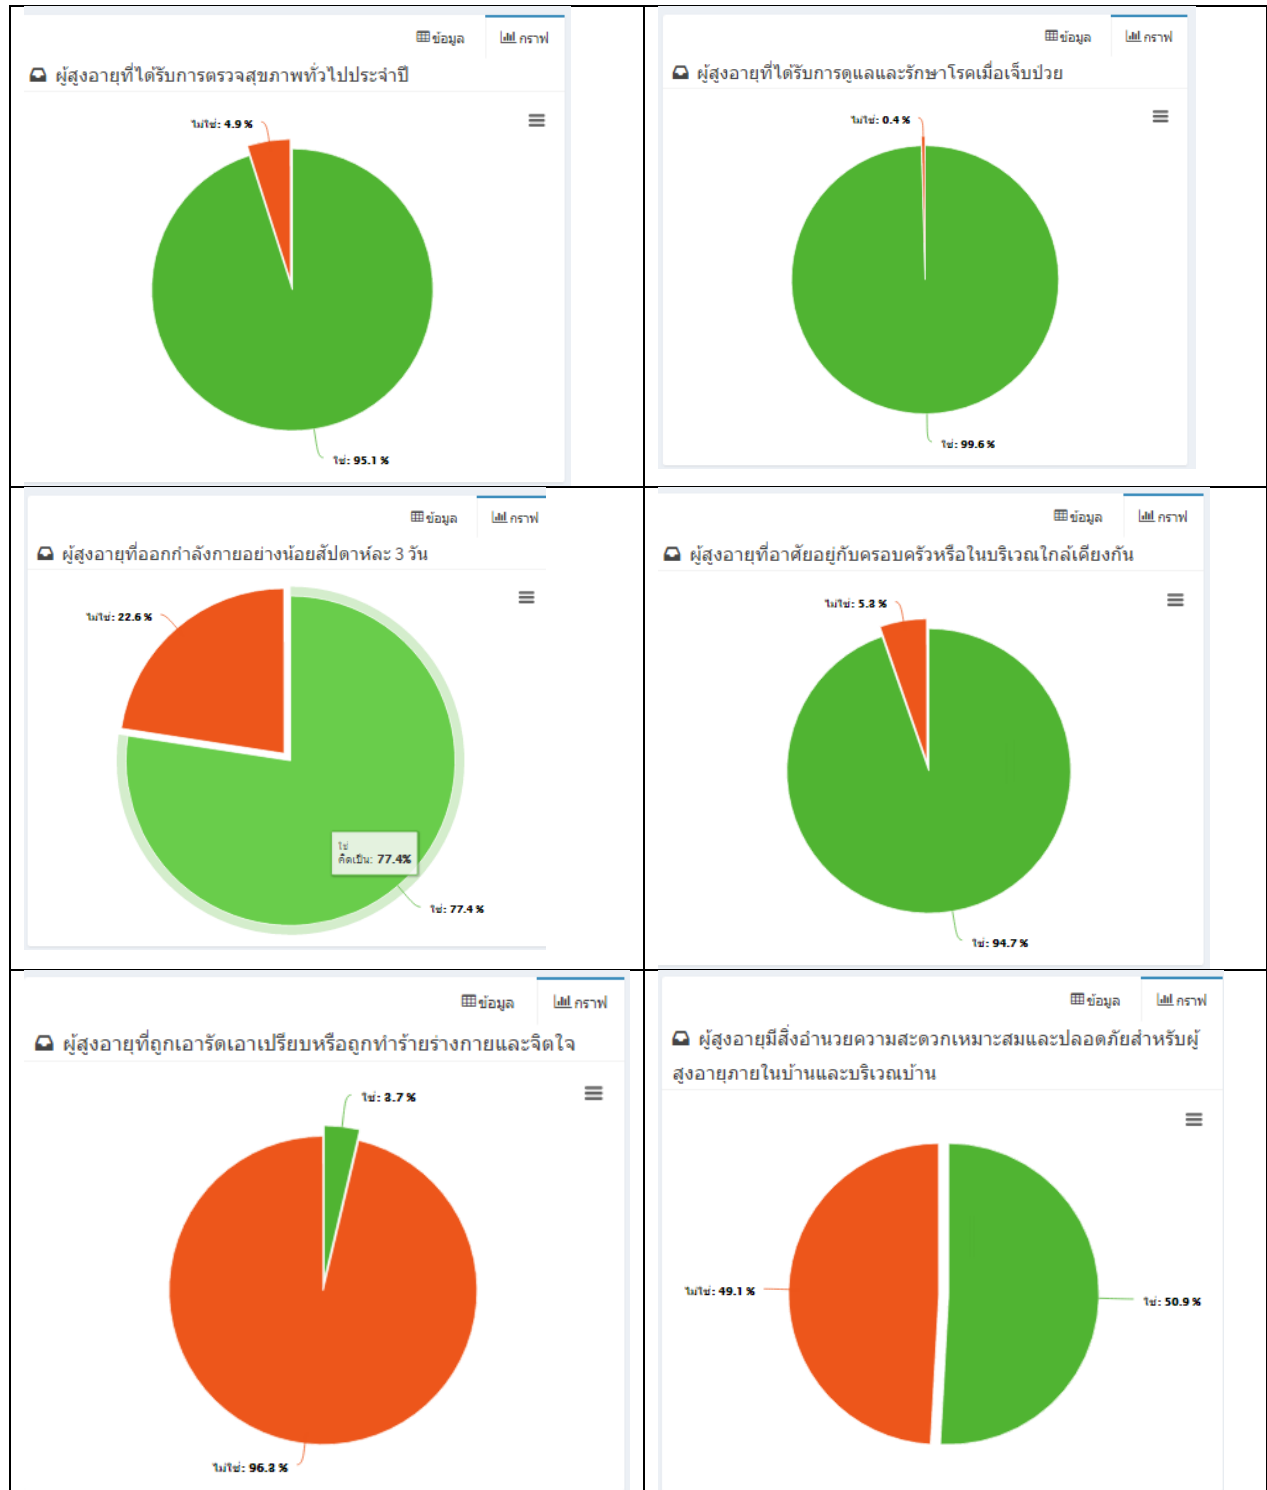 ข้อมูล
กราฟ
ผู้สูงอายุที่ได้รับการตรวจสุขภาพทั่วไปประจำปี
ไม่ใช่: 4.9 %
ใช่: 95.1 %
ข้อมูล
กราฟ
ผู้สูงอายุที่ได้รับการดูแลและรักษาโรคเมื่อเจ็บป่วย
ไม่ใช่: 0.4 %
ใช่: 99.6 %
ข้อมูล
กราฟ
ผู้สูงอายุที่ออกกำลังกายอย่างน้อยสัปดาห์ละ 3 วัน
ไม่ใช่: 22.6 %
ใช่
คิดเป็น: 77.4%
ใช่: 77.4 %
ข้อมูล
กราฟ
ผู้สูงอายุที่อาศัยอยู่กับครอบครัวหรือในบริเวณใกล้เคียงกัน
ไม่ใช่: 5.3 %
ใช่: 94.7 %
ข้อมูล
กราฟ
ผู้สูงอายุที่ถูกเอารัดเอาเปรียบหรือถูกทำร้ายร่างกายและจิตใจ
ใช่: 3.7 %
ไม่ใช่: 96.3 %
ข้อมูล
กราฟ
ผู้สูงอายุมีสิ่งอำนวยความสะดวกเหมาะสมและปลอดภัยสำหรับผู้
สูงอายุภายในบ้านและบริเวณบ้าน
ไม่ใช่: 49.1 %
ใช่: 50.9 %